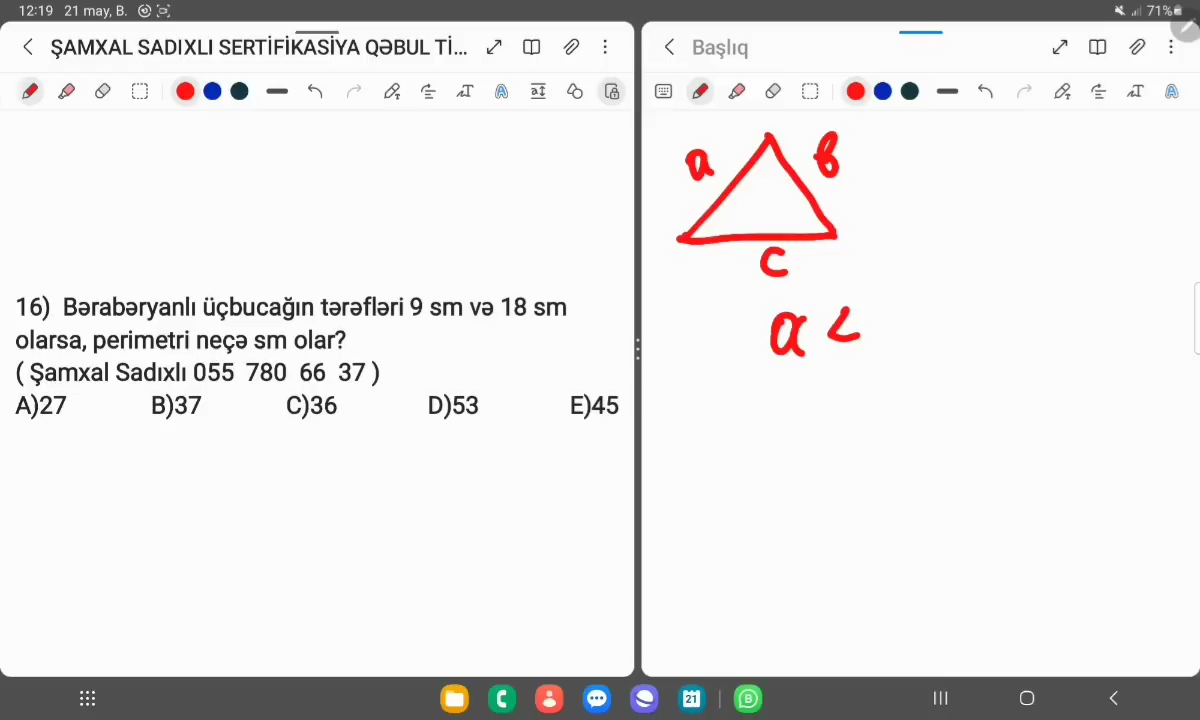 12:19 21 may, B.
71%
ŞAMXAL SADIXLI SERTİFİKASİYA QƏBUL Tİ...
Başlıq
16) Bərabəryanlı üçbucağın tərəfləri 9 sm və 18 sm
olarsa, perimetri neçə sm olar?
( Şamxal Sadıxlı 055 780 66 37 )
A)27 B)37 C)36 D)53 E)45
a b
c
a <
21